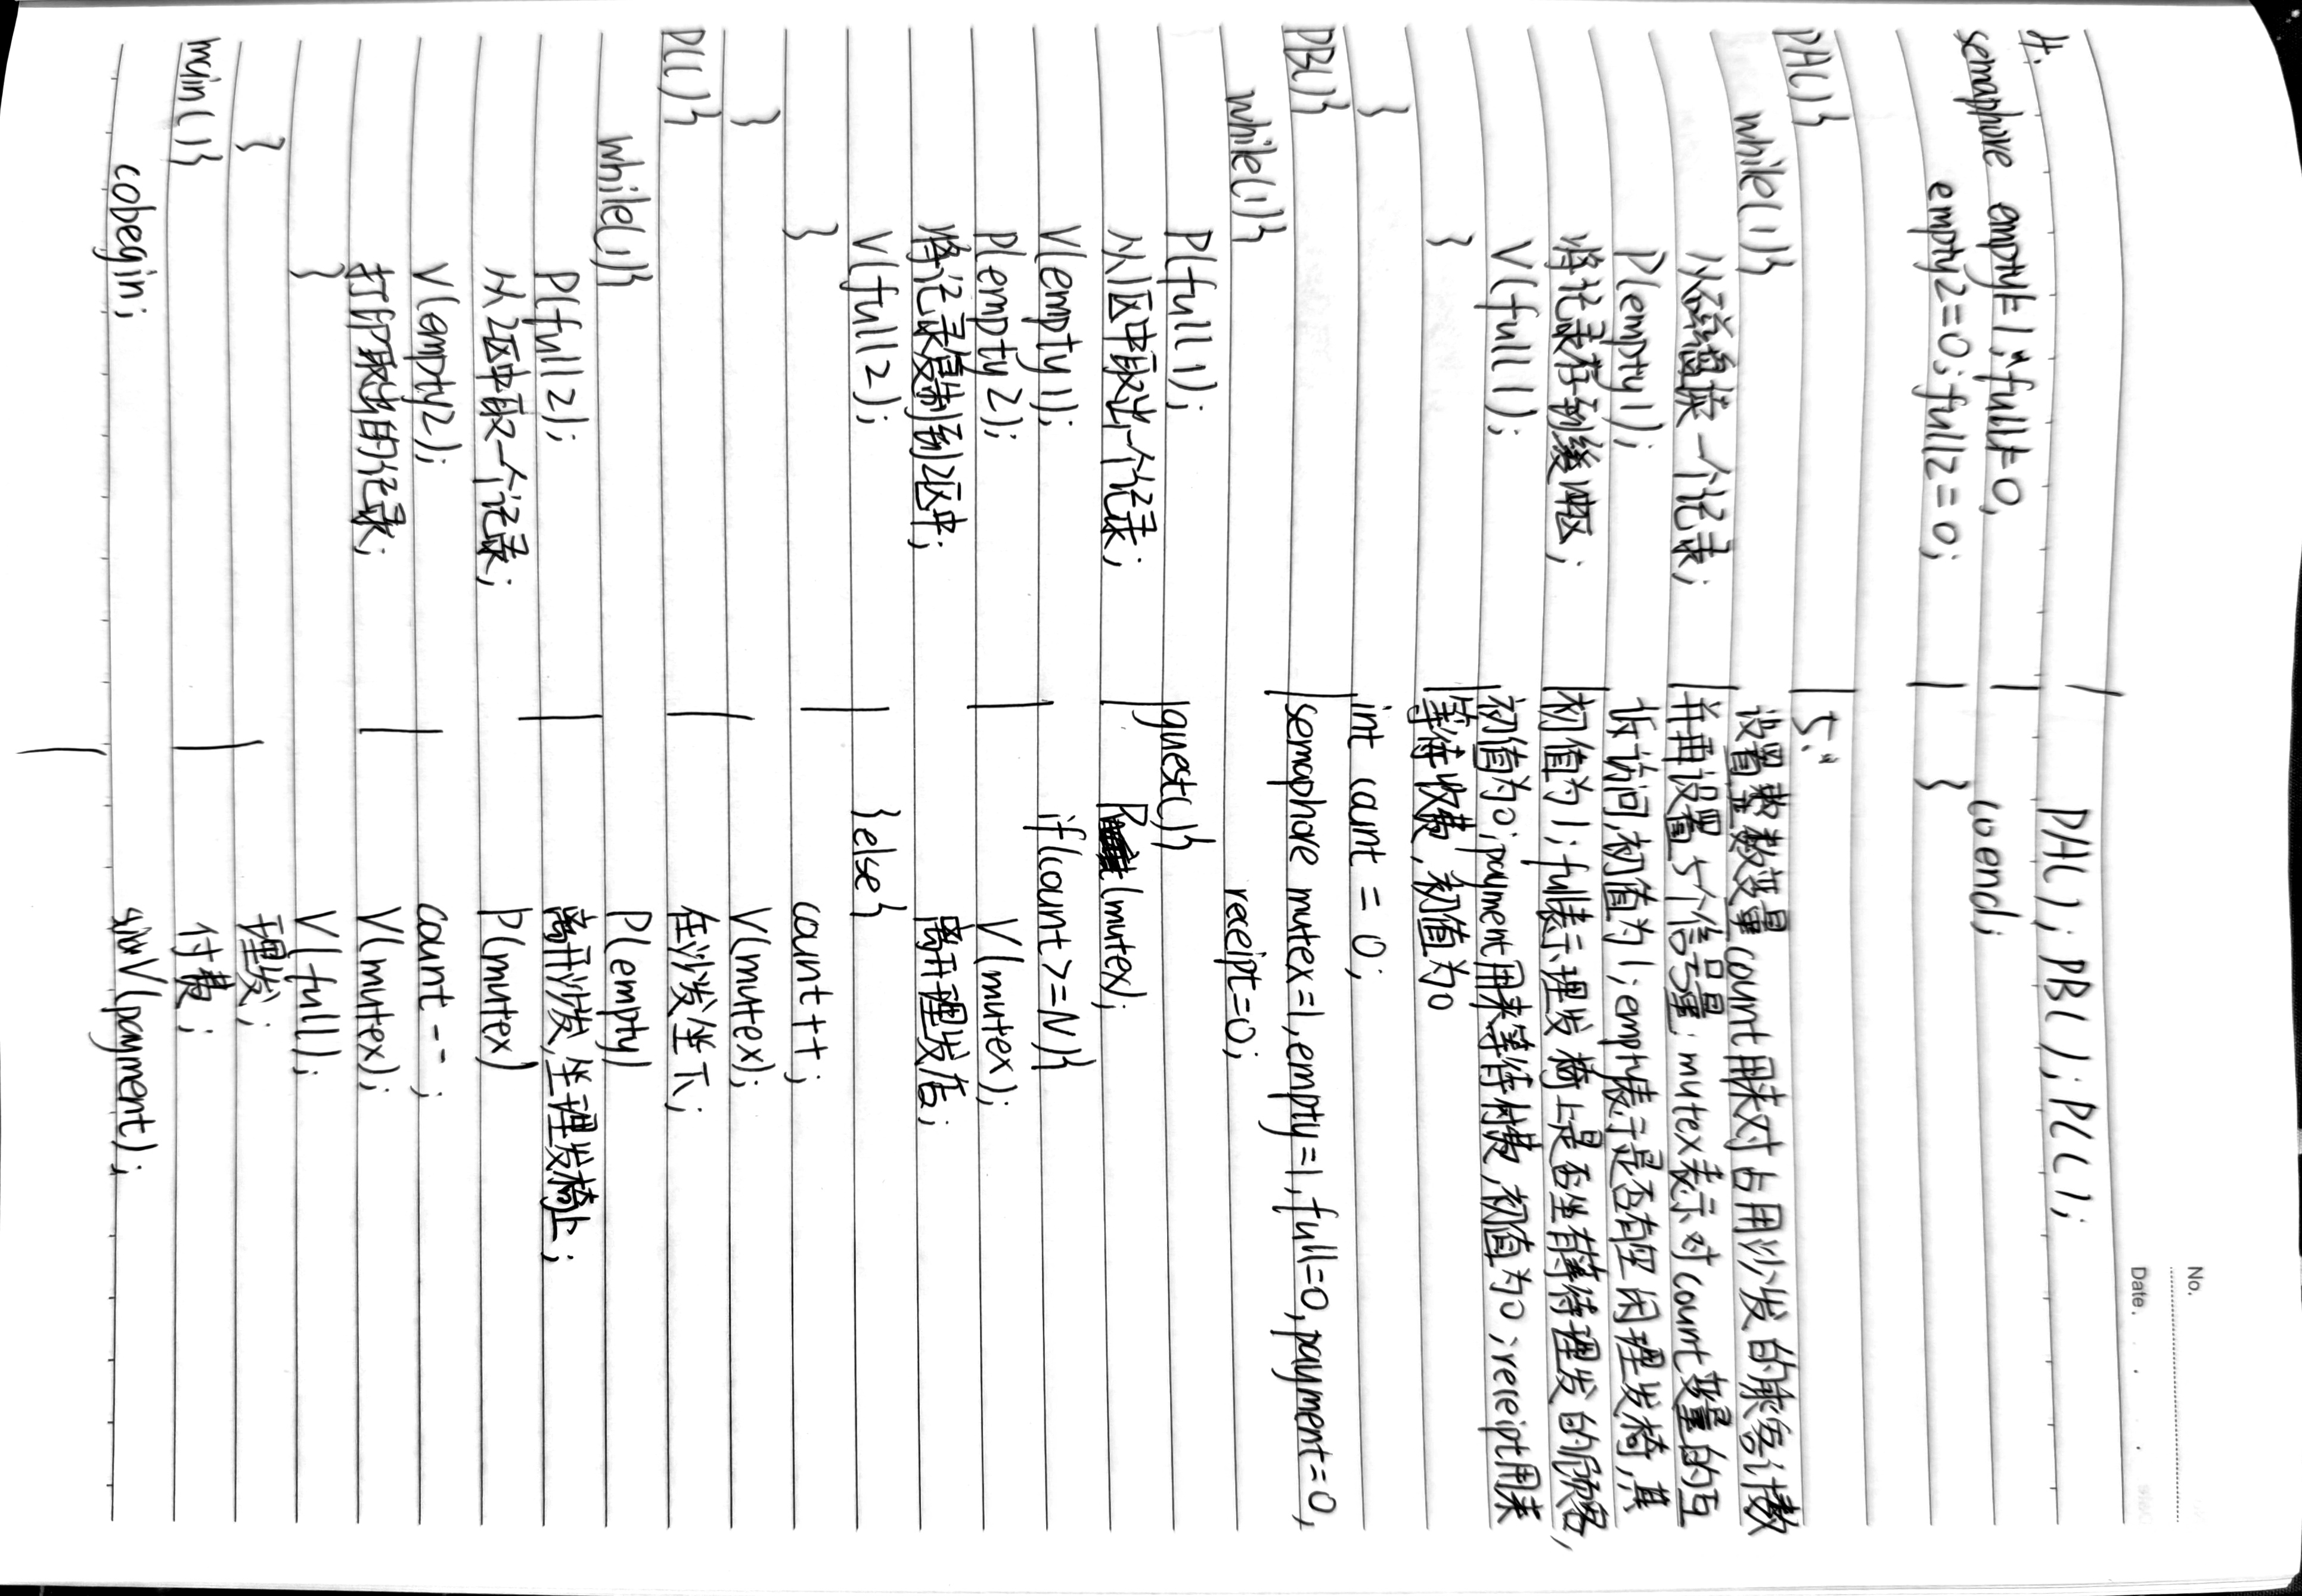 No.
Date.
4.
semaphore empty1=1; full1=0,
empty2=0; full2=0;
PA(){
while(1){
从磁盘读一个记录;
P(empty1);
将记录存到缓冲区;
V(full1);
}
}
PB(){
while(1){
P(full1);
从1区中取出一个记录;
V(empty1);
P(empty2);
将记录复制到2区中;
V(full2);
}
}
PC(){
while(1){
P(full2);
从2区中取一个记录;
V(empty2);
打印取出的记录;
}
}
main(){
cobegin;
PA(); PB(); PC();
coend;
}
5.
设置整数变量count用来对占用沙发的乘客计数
并再设置5个信号量: mutex表示对count变量的互
斥访问,初值为1; empty表示是否有空闲理发椅,其
初值为1; full表示理发椅上是否坐有等待理发的顾客,
初值为0; payment用来等待付费,初值为0; receipt用来
等待收费,初值为0
int count = 0;
semaphore mutex=1, empty=1, full=0, payment=0,
receipt=0;
guest(){
P(mutex);
if(count>=N){
V(mutex);
离开理发店;
}else{
count++;
V(mutex);
在沙发坐下;
P(empty)
离开沙发,坐理发椅上;
P(mutex)
count--;
V(mutex);
V(full);
理发;
付费;
V(payment);